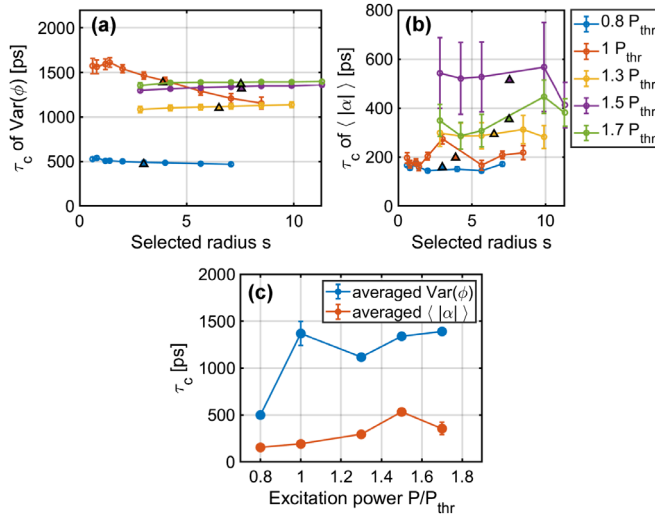 (a)
2000
1500
1000
500
0
0 5 10
τc of Var(ϕ) [ps]
Selected radius s
(b)
800
600
400
200
0
0 5 10
τc of ⟨ |α| ⟩ [ps]
Selected radius s
0.8 Pthr
1 Pthr
1.3 Pthr
1.5 Pthr
1.7 Pthr
(c)
averaged Var(ϕ)
averaged ⟨ |α| ⟩
2000
1500
1000
500
0
τc [ps]
0.8 1 1.2 1.4 1.6 1.8
Excitation power P/Pthr